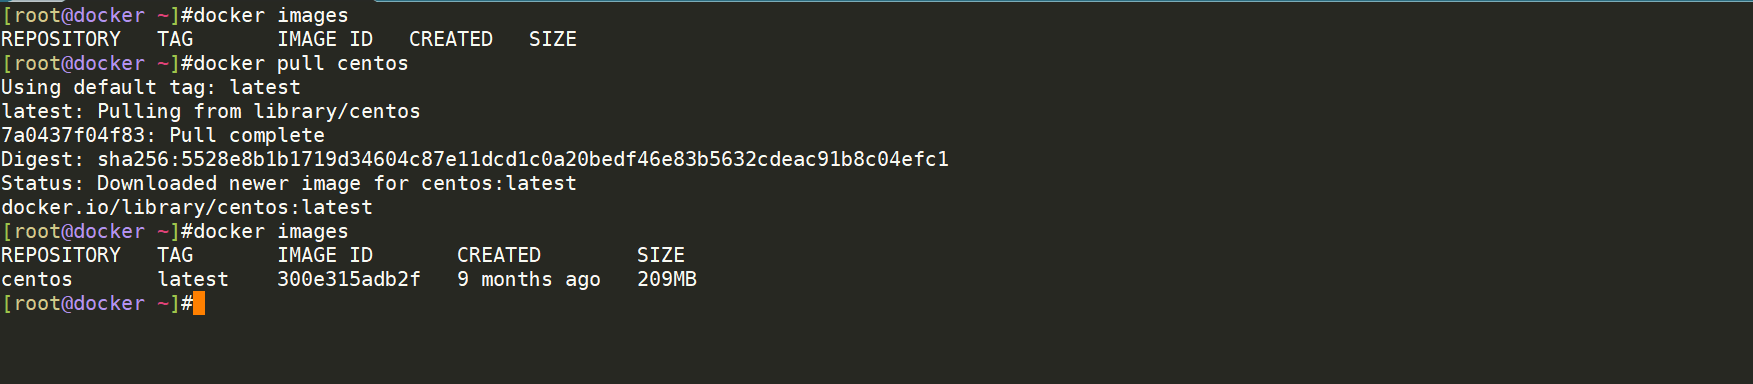 [root@docker ~]#docker images
REPOSITORY   TAG       IMAGE ID   CREATED   SIZE
[root@docker ~]#docker pull centos
Using default tag: latest
latest: Pulling from library/centos
7a0437f04f83: Pull complete
Digest: sha256:5528e8b1b1719d34604c87e11dcd1c0a20bedf46e83b5632cdeac91b8c04efc1
Status: Downloaded newer image for centos:latest
docker.io/library/centos:latest
[root@docker ~]#docker images
REPOSITORY   TAG       IMAGE ID       CREATED        SIZE
centos       latest    300e315adb2f   9 months ago   209MB
[root@docker ~]#